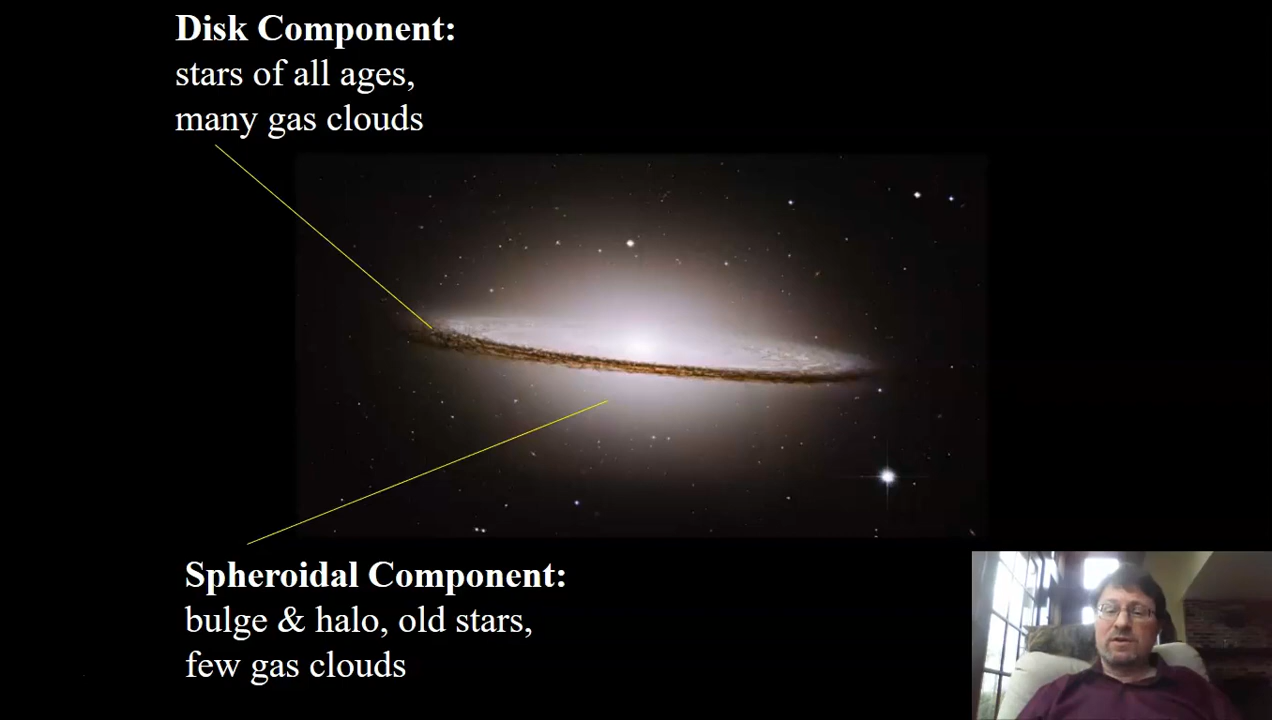 Disk Component:
stars of all ages,
many gas clouds
Spheroidal Component:
bulge & halo, old stars,
few gas clouds